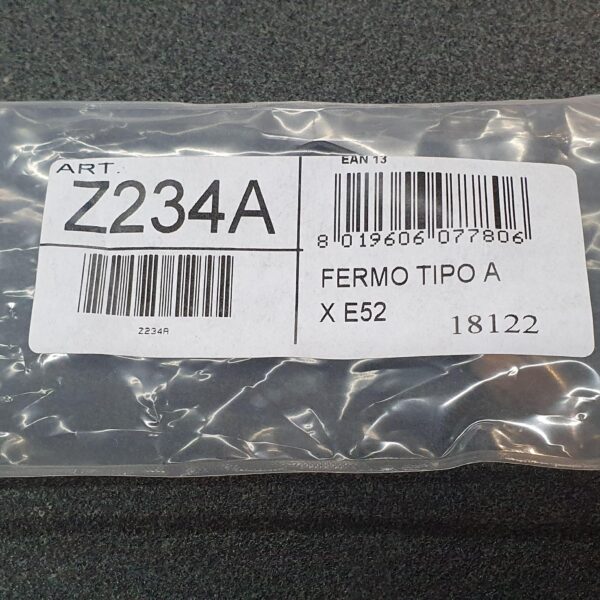 ART.
Z234A
Z234A
EAN 13
8 019606 077806
FERMO TIPO A
X E52
18122